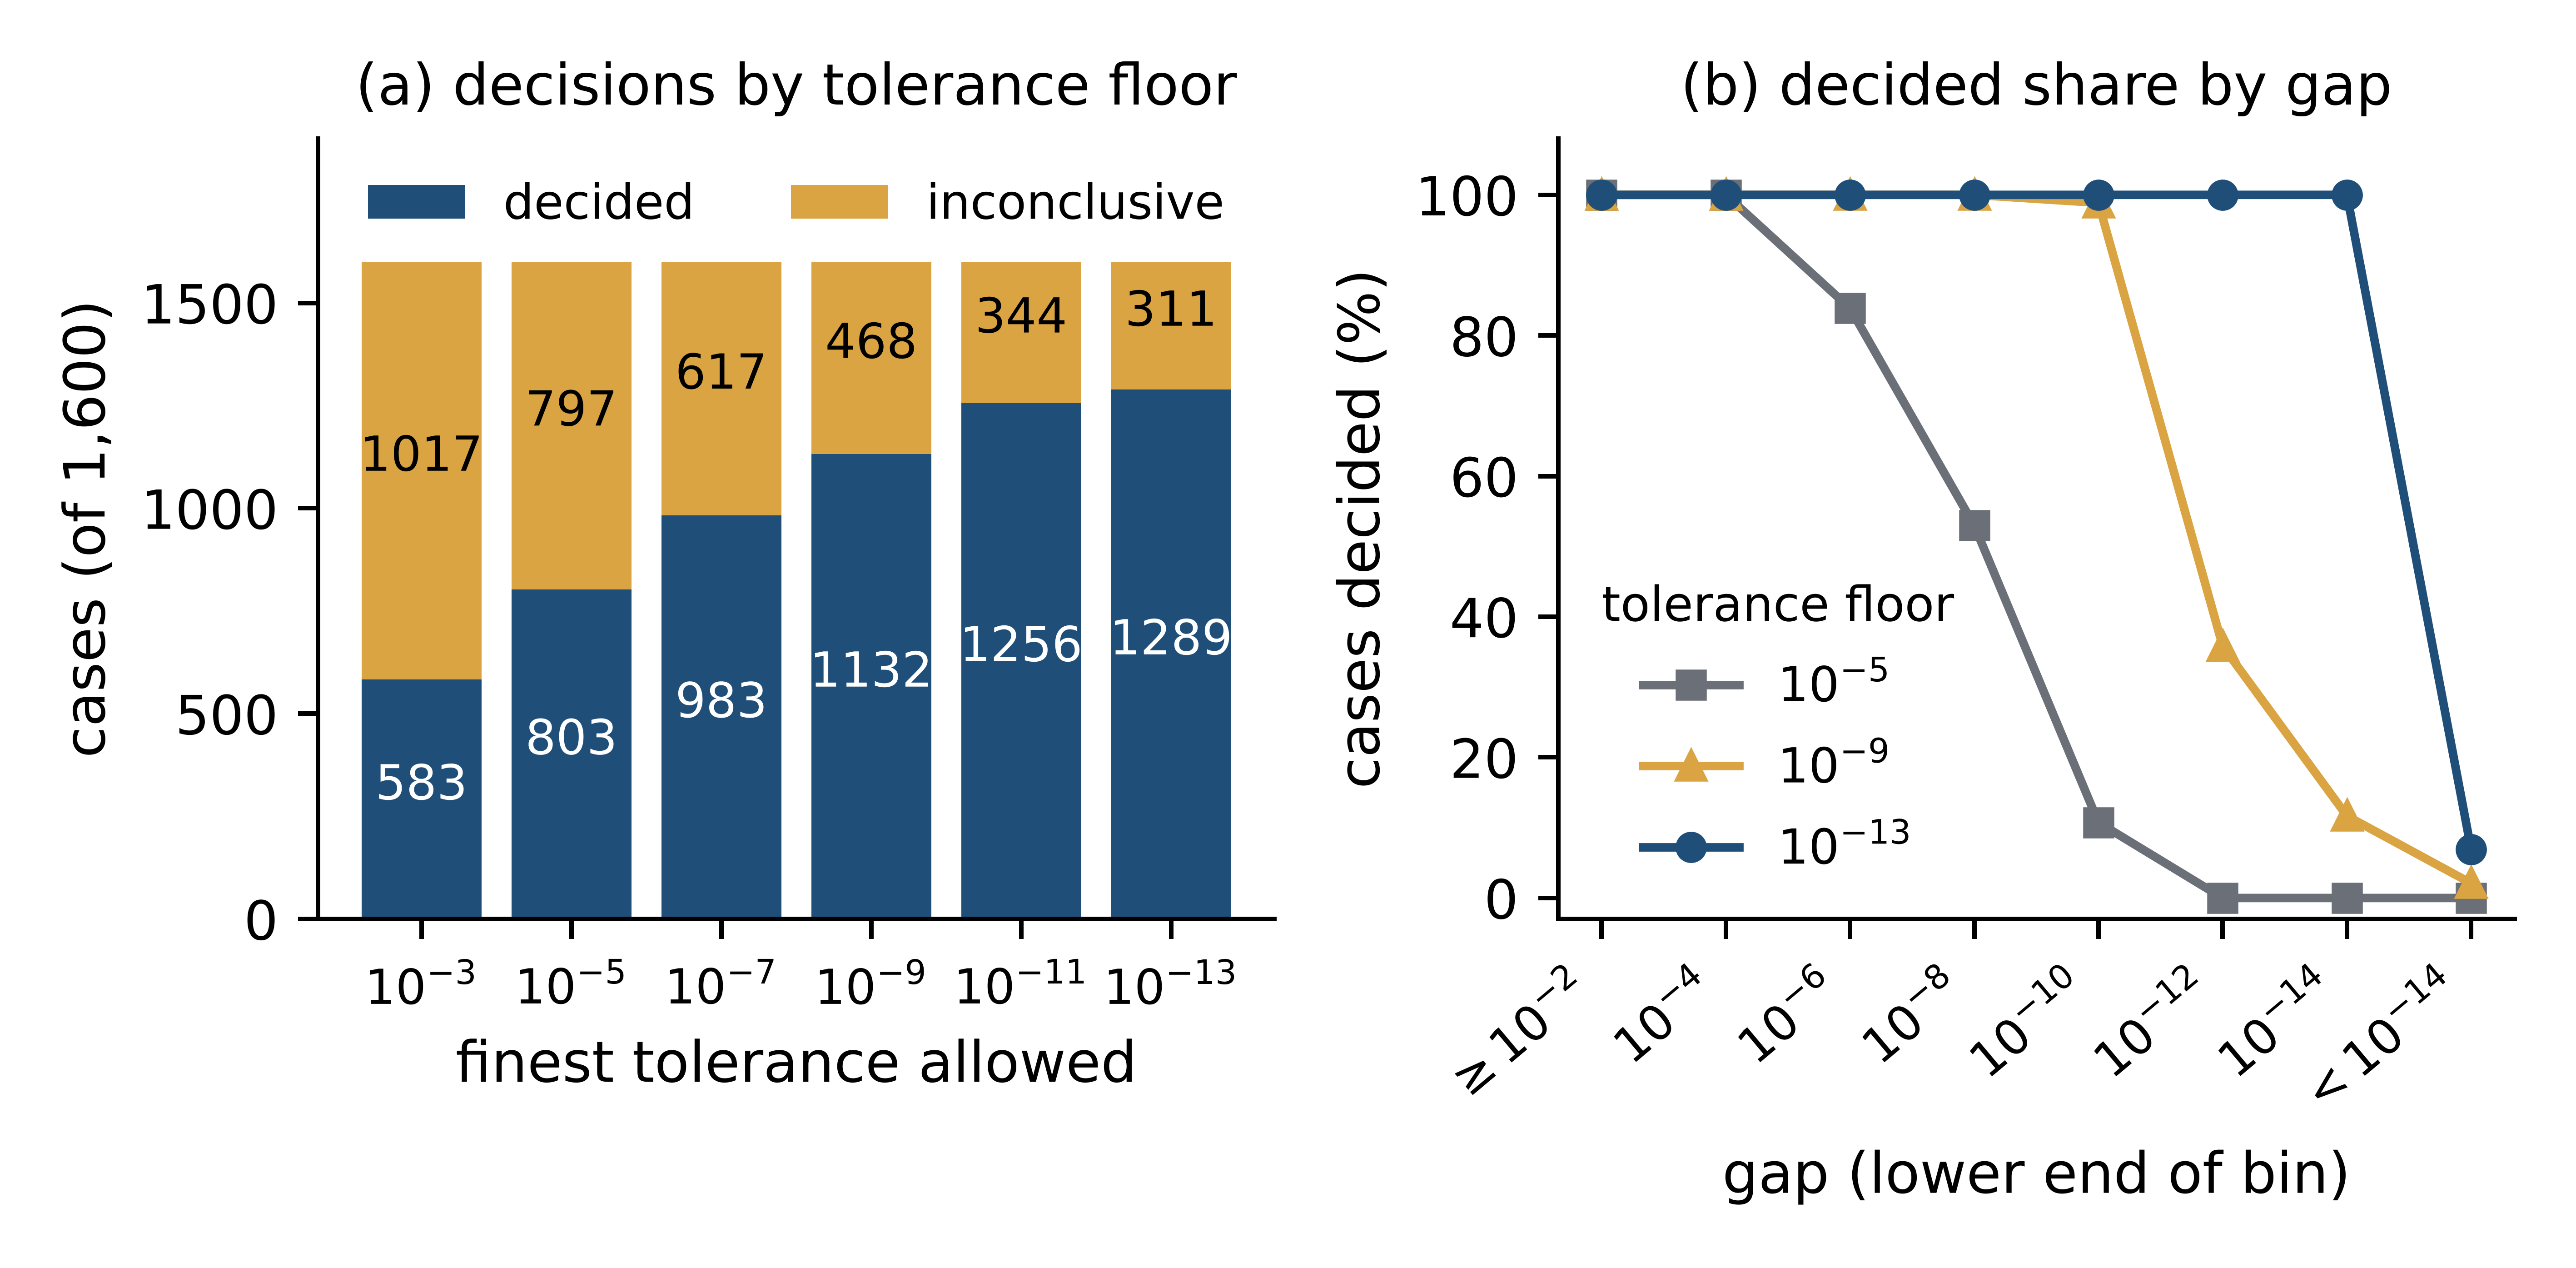 (a) decisions by tolerance floor
decided inconclusive
cases (of 1,600)
1500
1000
500
0
1017 797 617 468 344 311
583 803 983 1132 1256 1289
10⁻³ 10⁻⁵ 10⁻⁷ 10⁻⁹ 10⁻¹¹ 10⁻¹³
finest tolerance allowed
(b) decided share by gap
cases decided (%)
100
80
60
40
20
0
tolerance floor
10⁻⁵
10⁻⁹
10⁻¹³
≥ 10⁻² 10⁻⁴ 10⁻⁶ 10⁻⁸ 10⁻¹⁰ 10⁻¹² 10⁻¹⁴ < 10⁻¹⁴
gap (lower end of bin)